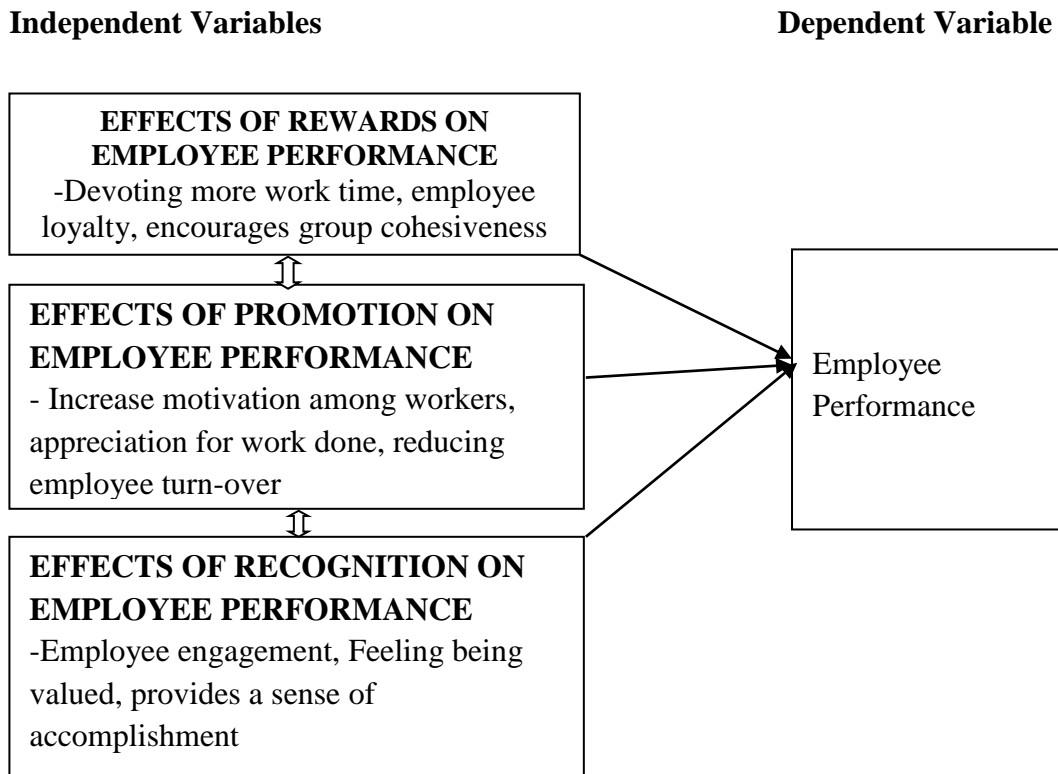 Independent Variables
Dependent Variable
EFFECTS OF REWARDS ON
EMPLOYEE PERFORMANCE
-Devoting more work time, employee
loyalty, encourages group cohesiveness
EFFECTS OF PROMOTION ON
EMPLOYEE PERFORMANCE
- Increase motivation among workers,
appreciation for work done, reducing
employee turn-over
EFFECTS OF RECOGNITION ON
EMPLOYEE PERFORMANCE
-Employee engagement, Feeling being
valued, provides a sense of
accomplishment
Employee
Performance